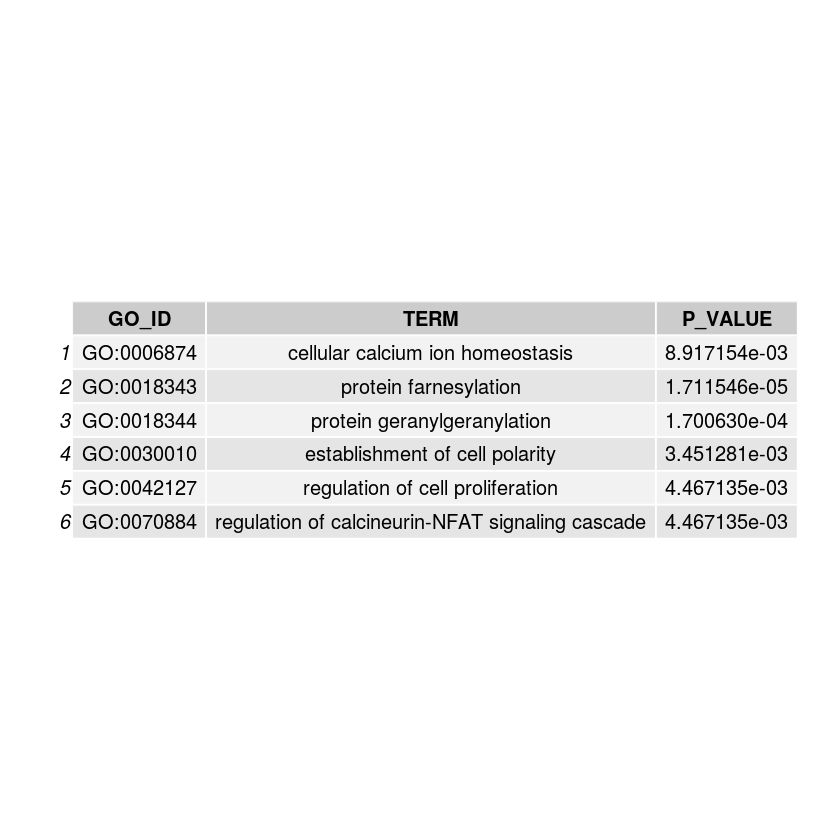 GO_ID TERM P_VALUE
1 GO:0006874 cellular calcium ion homeostasis 8.917154e-03
2 GO:0018343 protein farnesylation 1.711546e-05
3 GO:0018344 protein geranylgeranylation 1.700630e-04
4 GO:0030010 establishment of cell polarity 3.451281e-03
5 GO:0042127 regulation of cell proliferation 4.467135e-03
6 GO:0070884 regulation of calcineurin-NFAT signaling cascade 4.467135e-03